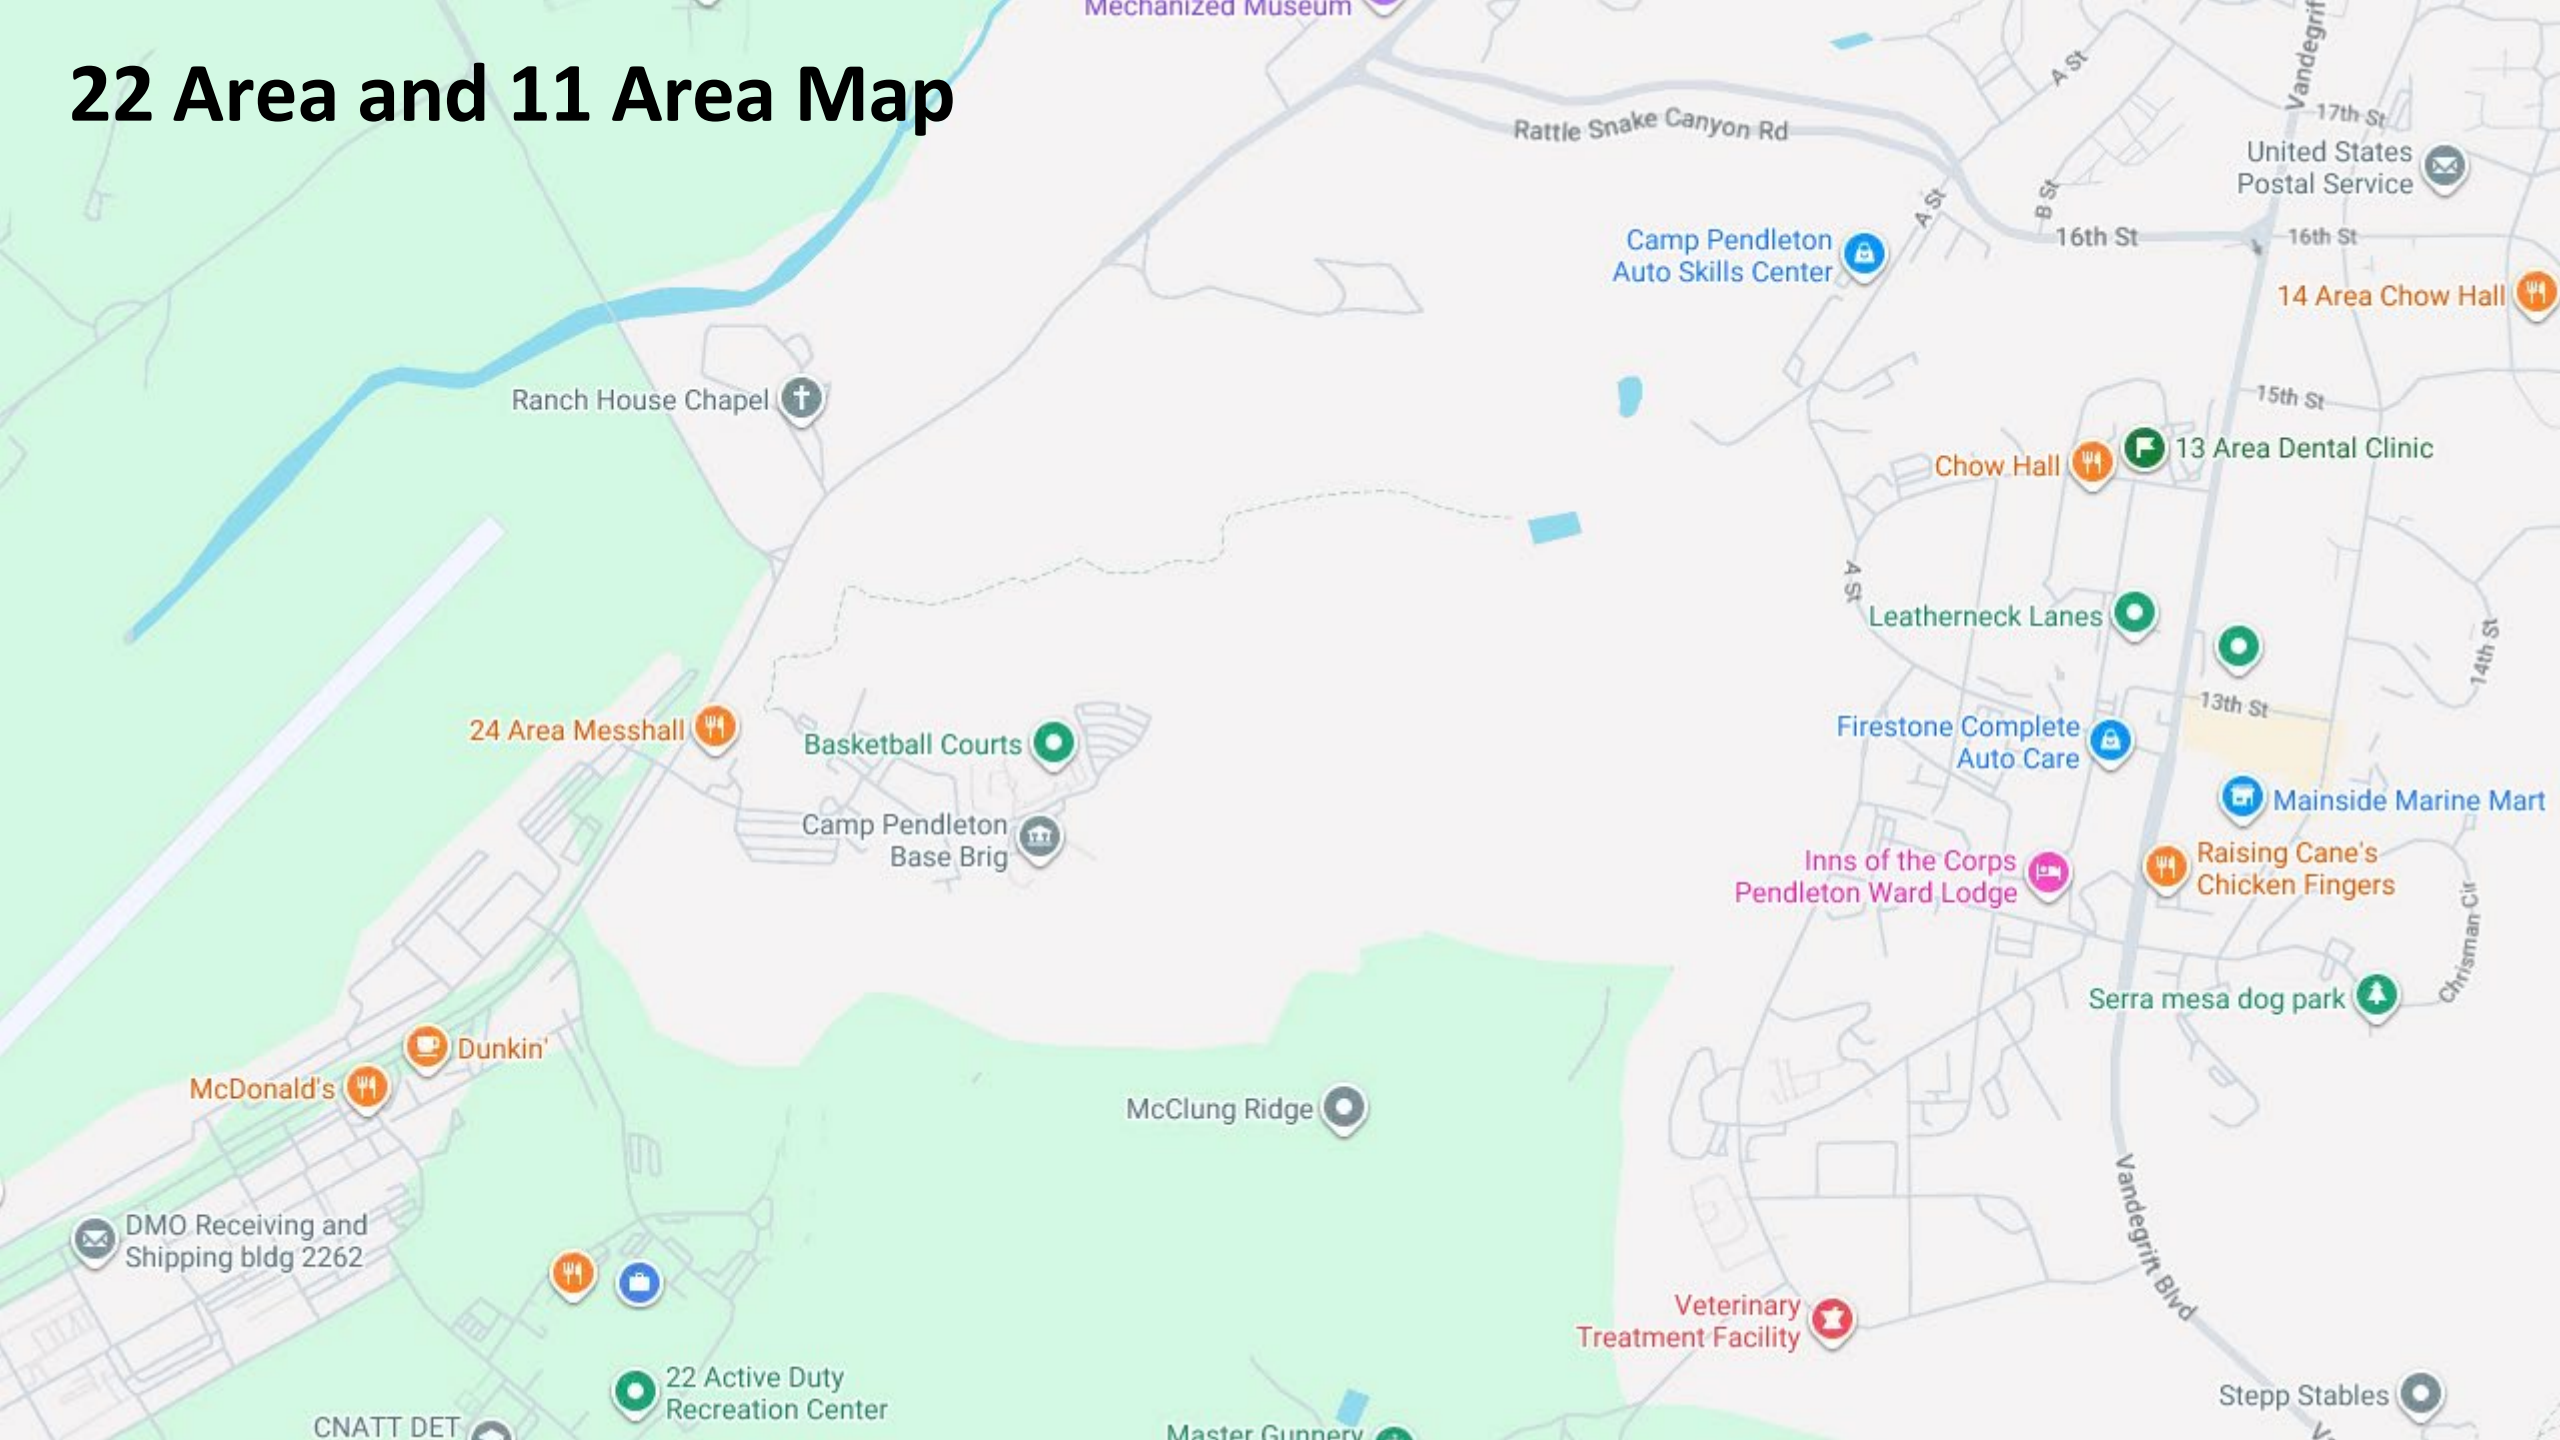 22 Area and 11 Area Map
Mechanized Museum
Rattle Snake Canyon Rd
A St
Vandegrif
17th St
United States
Postal Service
A St
B St
16th St
16th St
Camp Pendleton
Auto Skills Center
14 Area Chow Hall
Ranch House Chapel
15th St
13 Area Dental Clinic
Chow Hall
A St
Leatherneck Lanes
14th St
13th St
24 Area Messhall
Basketball Courts
Firestone Complete
Auto Care
Mainside Marine Mart
Camp Pendleton
Base Brig
Inns of the Corps
Pendleton Ward Lodge
Raising Cane's
Chicken Fingers
Chrisman Cir
Serra mesa dog park
Dunkin'
McDonald's
McClung Ridge
Vandegrift Blvd
DMO Receiving and
Shipping bldg 2262
Veterinary
Treatment Facility
22 Active Duty
Recreation Center
Stepp Stables
CNATT DET
Master Gunnery